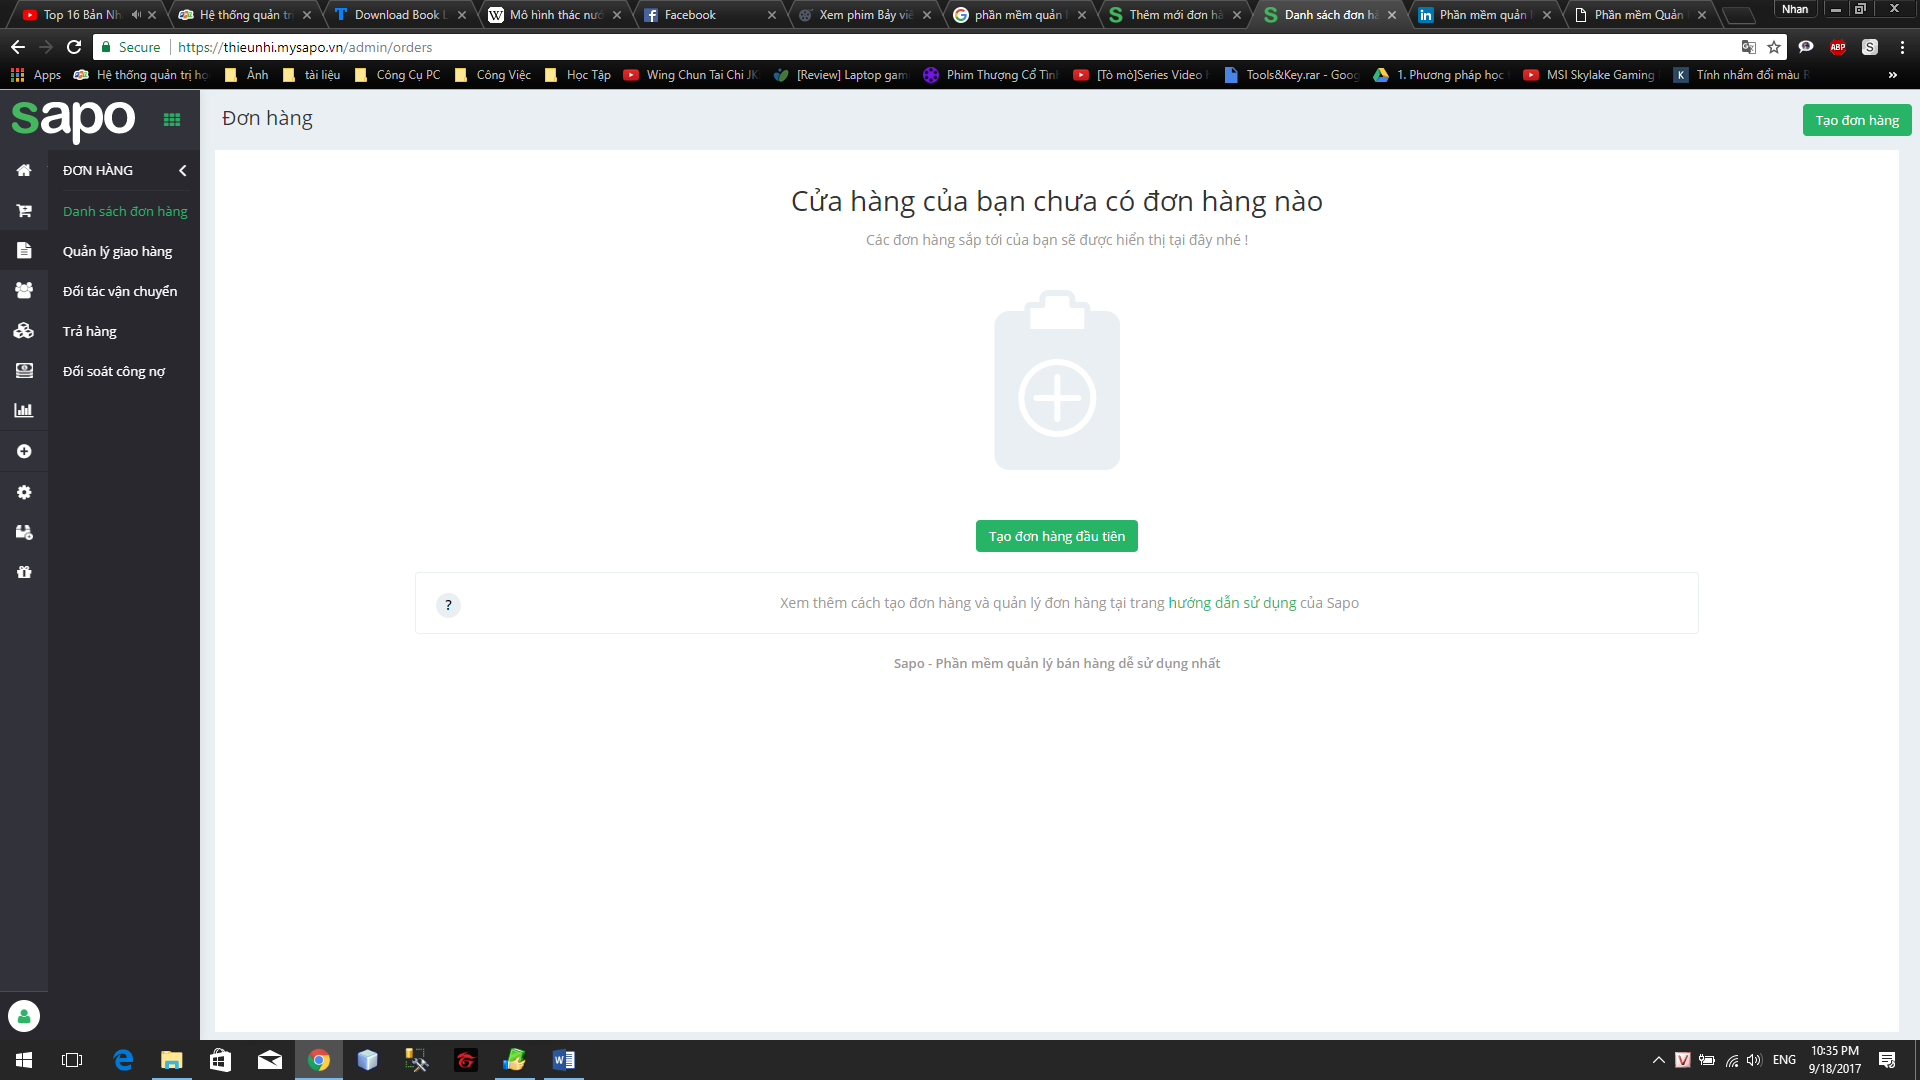 Top 16 Bản Nh
Hệ thống quản tri
Download Book L
Mô hình thác nướ
Facebook
Xem phim Bảy viê
phần mềm quản l
Thêm mới đơn hà
Danh sách đơn hà
Phần mềm quản l
Phần mềm Quản
Nhan
Secure
https://thieunhi.mysapo.vn/admin/orders
ABP
S
Apps
Hệ thống quản trị họ
Ảnh
tài liệu
Công Cụ PC
Công Việc
Học Tập
Wing Chun Tai Chi JK
[Review] Laptop gam
Phim Thượng Cổ Tình
[Tò mò]Series Video
Tools&Key.rar - Goog
1. Phương pháp học
MSI Skylake Gaming
Tính nhẩm đổi màu
sapo
Đơn hàng
Tạo đơn hàng
ĐƠN HÀNG
Danh sách đơn hàng
Quản lý giao hàng
Đối tác vận chuyển
Trả hàng
Đối soát công nợ
Cửa hàng của bạn chưa có đơn hàng nào
Các đơn hàng sắp tới của bạn sẽ được hiển thị tại đây nhé !
Tạo đơn hàng đầu tiên
?
Xem thêm cách tạo đơn hàng và quản lý đơn hàng tại trang hướng dẫn sử dụng của Sapo
Sapo - Phần mềm quản lý bán hàng dễ sử dụng nhất
ENG
10:35 PM
9/18/2017